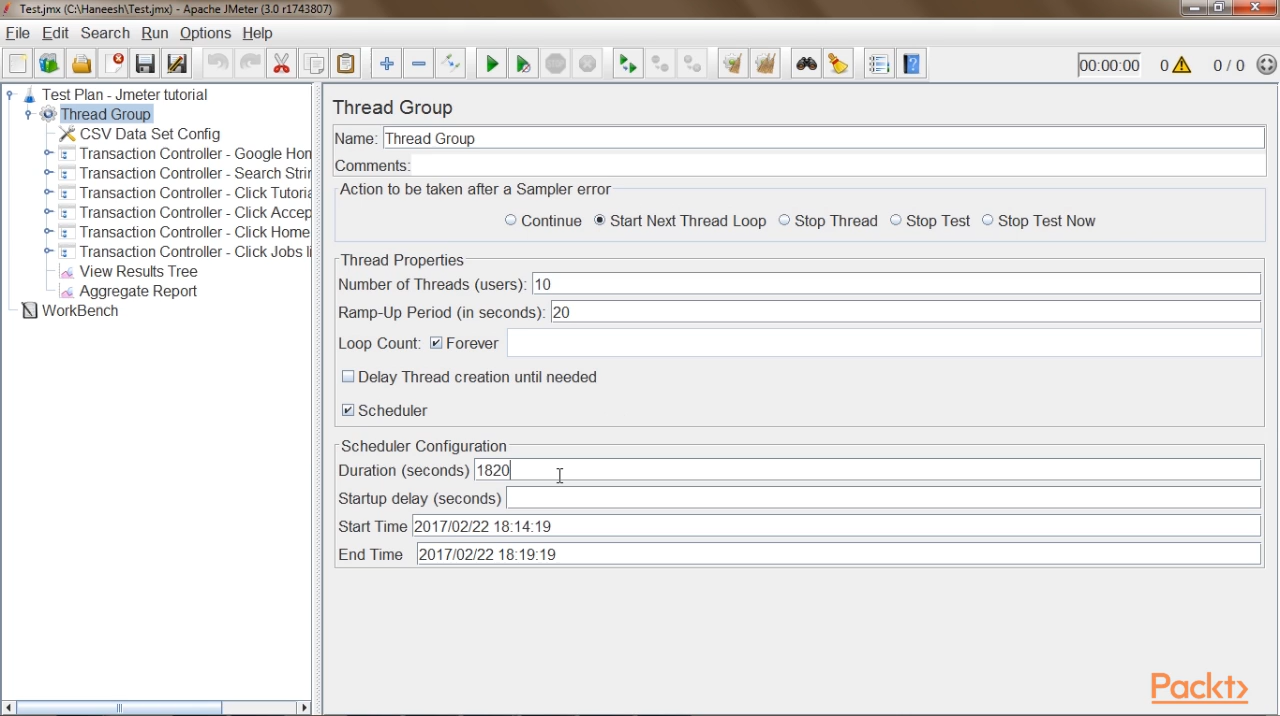 Test.jmx (C:\Haneesh\Test.jmx) - Apache JMeter (3.0 r1743807)
File Edit Search Run Options Help
00:00:00 0 0 / 0
Test Plan - Jmeter tutorial
Thread Group
CSV Data Set Config
Transaction Controller - Google Hon
Transaction Controller - Search Strin
Transaction Controller - Click Tutoria
Transaction Controller - Click Accep
Transaction Controller - Click Home
Transaction Controller - Click Jobs li
View Results Tree
Aggregate Report
WorkBench
Thread Group
Name: Thread Group
Comments:
Action to be taken after a Sampler error
Continue Start Next Thread Loop Stop Thread Stop Test Stop Test Now
Thread Properties
Number of Threads (users): 10
Ramp-Up Period (in seconds): 20
Loop Count: Forever
Delay Thread creation until needed
Scheduler
Scheduler Configuration
Duration (seconds) 1820
Startup delay (seconds)
Start Time 2017/02/22 18:14:19
End Time 2017/02/22 18:19:19
Packt>